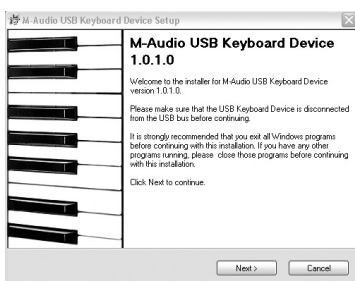 M-Audio USB Keyboard Device Setup
M-Audio USB Keyboard Device
1.0.1.0
Welcome to the installer for M-Audio USB Keyboard Device
version 1.0.1.0.
Please make sure that the USB Keyboard Device is disconnected
from the USB bus before continuing.
It is strongly recommended that you exit all Windows programs
before continuing with this installation. If you have any other
programs running, please close those programs before continuing
with this installation.
Click Next to continue.
Next >
Cancel